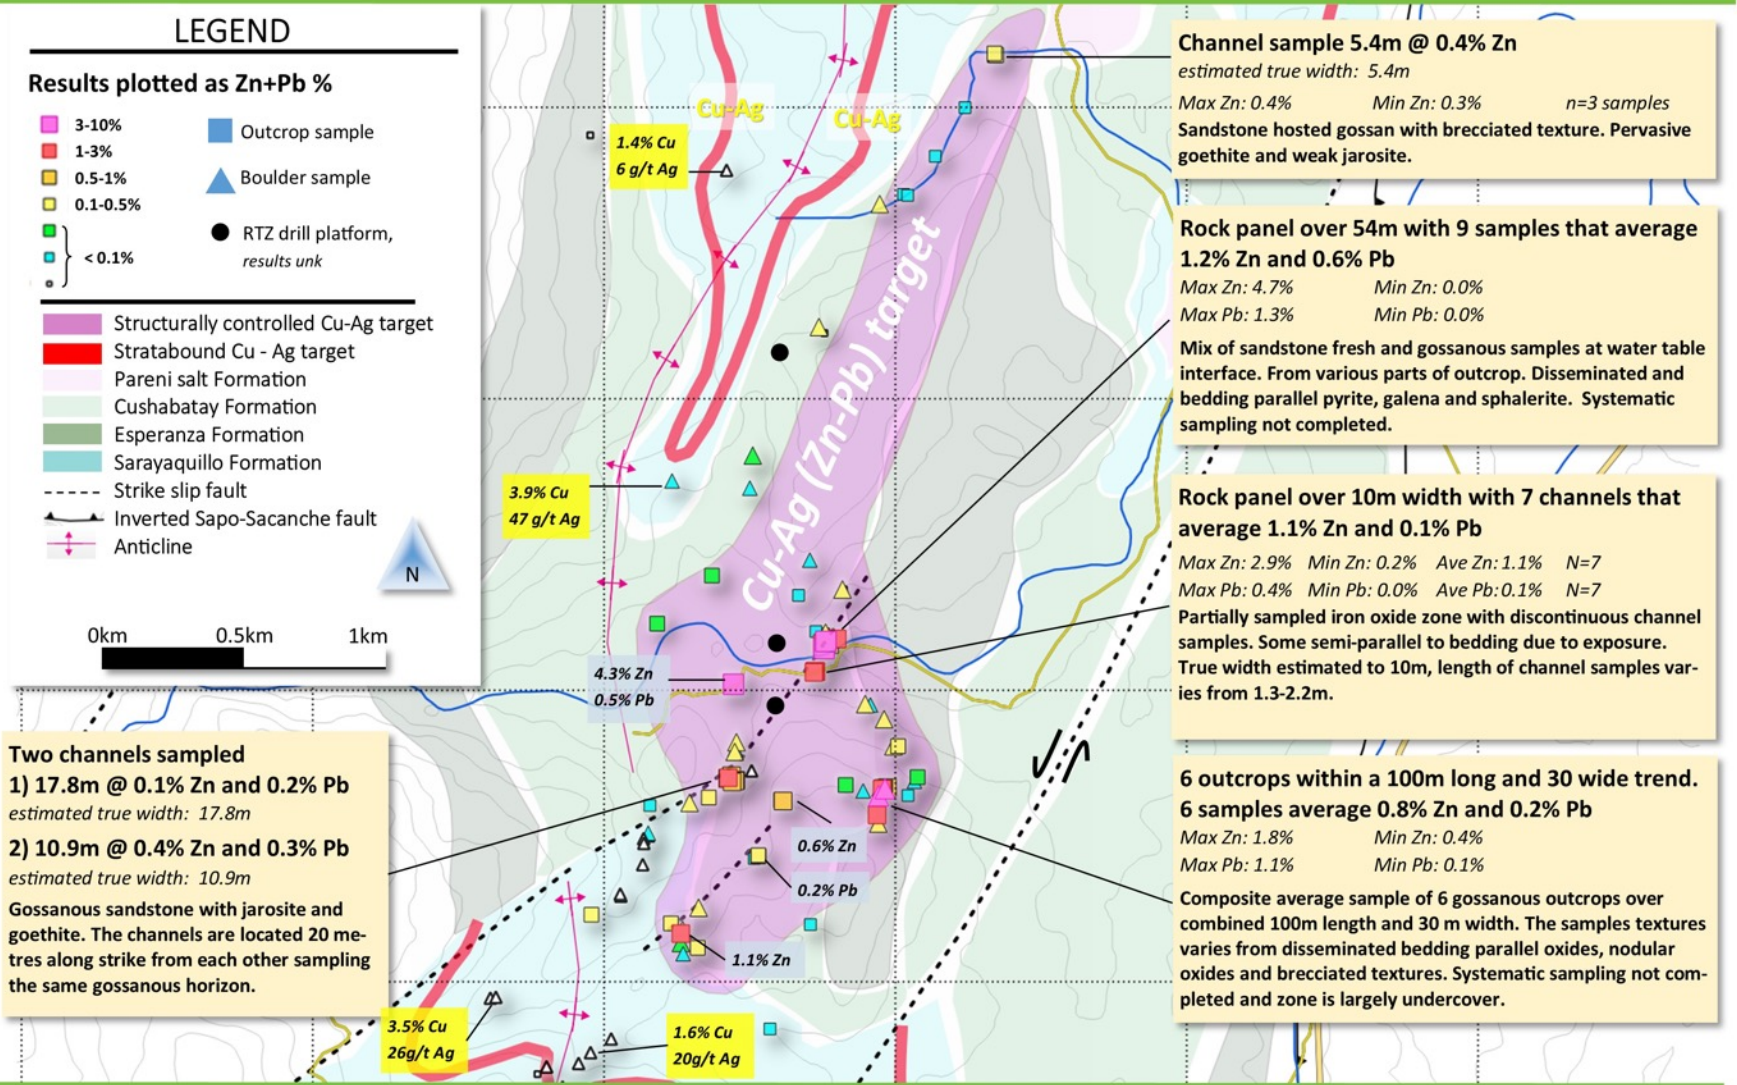 LEGEND
Results plotted as Zn+Pb %
3-10%
1-3%
0.5-1%
0.1-0.5%
< 0.1%
Outcrop sample
Boulder sample
RTZ drill platform,
results unk
Structurally controlled Cu-Ag target
Stratabound Cu - Ag target
Pareni salt Formation
Cushabatay Formation
Esperanza Formation
Sarayaquillo Formation
Strike slip fault
Inverted Sapo-Sacanche fault
Anticline
N
0km 0.5km 1km
Cu-Ag
Cu-Ag
1.4% Cu
6 g/t Ag
Cu-Ag (Zn-Pb) target
3.9% Cu
47 g/t Ag
4.3% Zn
0.5% Pb
0.6% Zn
0.2% Pb
1.1% Zn
3.5% Cu
26g/t Ag
1.6% Cu
20g/t Ag
Two channels sampled
1) 17.8m @ 0.1% Zn and 0.2% Pb
estimated true width: 17.8m
2) 10.9m @ 0.4% Zn and 0.3% Pb
estimated true width: 10.9m
Gossanous sandstone with jarosite and
goethite. The channels are located 20 me-
tres along strike from each other sampling
the same gossanous horizon.
Channel sample 5.4m @ 0.4% Zn
estimated true width: 5.4m
Max Zn: 0.4% Min Zn: 0.3% n=3 samples
Sandstone hosted gossan with brecciated texture. Pervasive
goethite and weak jarosite.
Rock panel over 54m with 9 samples that average
1.2% Zn and 0.6% Pb
Max Zn: 4.7% Min Zn: 0.0%
Max Pb: 1.3% Min Pb: 0.0%
Mix of sandstone fresh and gossanous samples at water table
interface. From various parts of outcrop. Disseminated and
bedding parallel pyrite, galena and sphalerite. Systematic
sampling not completed.
Rock panel over 10m width with 7 channels that
average 1.1% Zn and 0.1% Pb
Max Zn: 2.9% Min Zn: 0.2% Ave Zn: 1.1% N=7
Max Pb: 0.4% Min Pb: 0.0% Ave Pb: 0.1% N=7
Partially sampled iron oxide zone with discontinuous channel
samples. Some semi-parallel to bedding due to exposure.
True width estimated to 10m, length of channel samples var-
ies from 1.3-2.2m.
6 outcrops within a 100m long and 30 wide trend.
6 samples average 0.8% Zn and 0.2% Pb
Max Zn: 1.8% Min Zn: 0.4%
Max Pb: 1.1% Min Pb: 0.1%
Composite average sample of 6 gossanous outcrops over
combined 100m length and 30 m width. The samples textures
varies from disseminated bedding parallel oxides, nodular
oxides and brecciated textures. Systematic sampling not com-
pleted and zone is largely undercover.